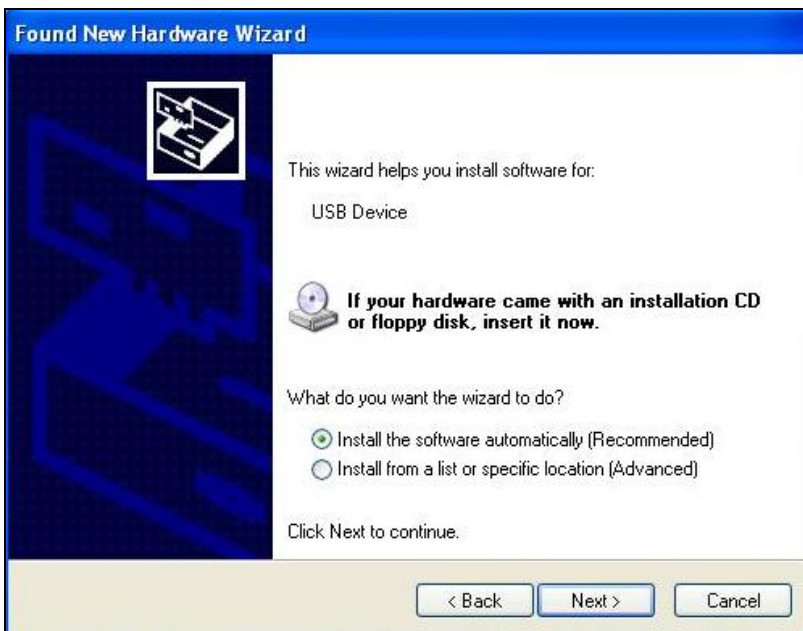 Found New Hardware Wizard
This wizard helps you install software for:
USB Device
If your hardware came with an installation CD
or floppy disk, insert it now.
What do you want the wizard to do?
Install the software automatically (Recommended)
Install from a list or specific location (Advanced)
Click Next to continue.
< Back Next > Cancel